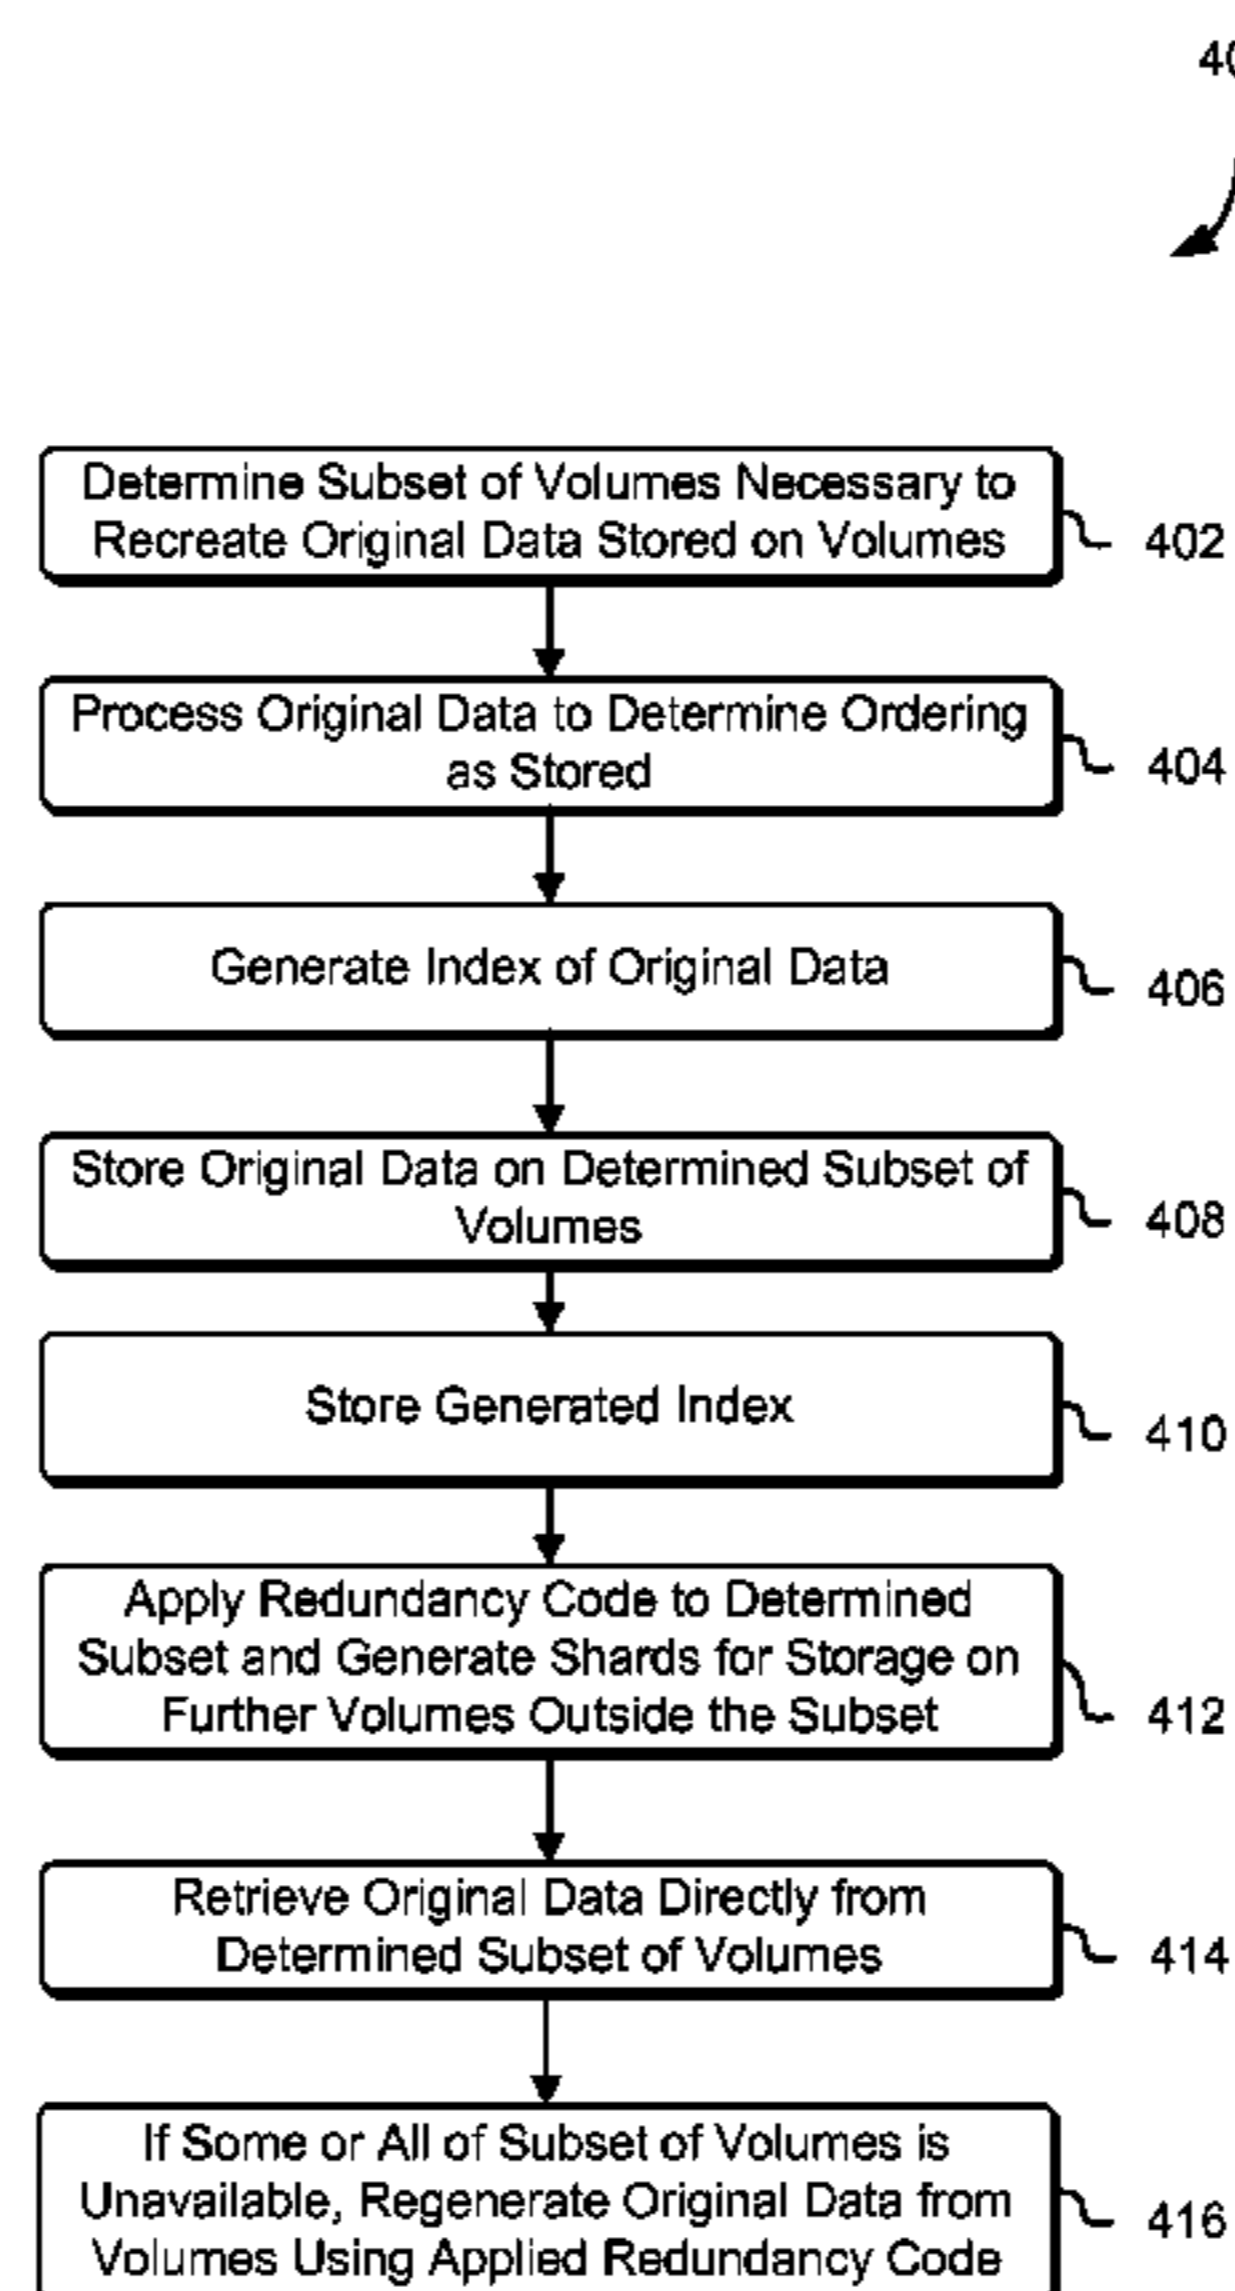 Determine Subset of Volumes Necessary to
Recreate Original Data Stored on Volumes
402
Process Original Data to Determine Ordering
as Stored
404
Generate Index of Original Data
406
Store Original Data on Determined Subset of
Volumes
408
Store Generated Index
410
Apply Redundancy Code to Determined
Subset and Generate Shards for Storage on
Further Volumes Outside the Subset
412
Retrieve Original Data Directly from
Determined Subset of Volumes
414
If Some or All of Subset of Volumes is
Unavailable, Regenerate Original Data from
Volumes Using Applied Redundancy Code
416